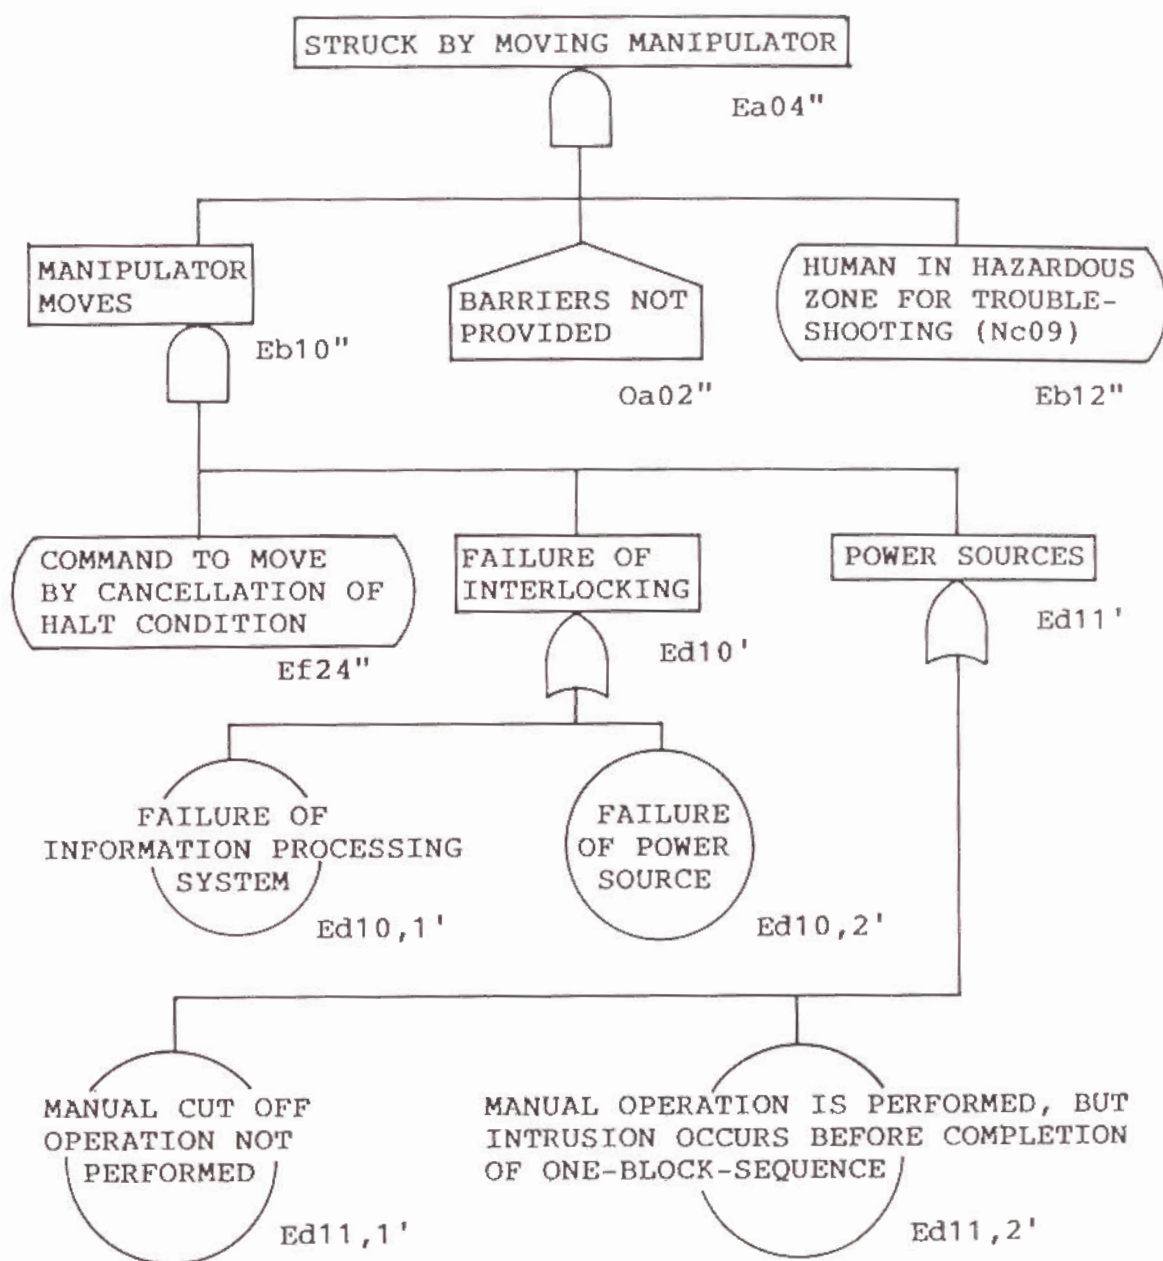 STRUCK BY MOVING MANIPULATOR
Ea04"
MANIPULATOR
MOVES
Eb10"
BARRIERS NOT
PROVIDED
Oa02"
HUMAN IN HAZARDOUS
ZONE FOR TROUBLE-
SHOOTING (Nc09)
Eb12"
COMMAND TO MOVE
BY CANCELLATION OF
HALT CONDITION
Ef24"
FAILURE OF
INTERLOCKING
Ed10'
POWER SOURCES
Ed11'
FAILURE OF
INFORMATION PROCESSING
SYSTEM
Ed10,1'
FAILURE
OF POWER
SOURCE
Ed10,2'
MANUAL CUT OFF
OPERATION NOT
PERFORMED
Ed11,1'
MANUAL OPERATION IS PERFORMED, BUT
INTRUSION OCCURS BEFORE COMPLETION
OF ONE-BLOCK-SEQUENCE
Ed11,2'